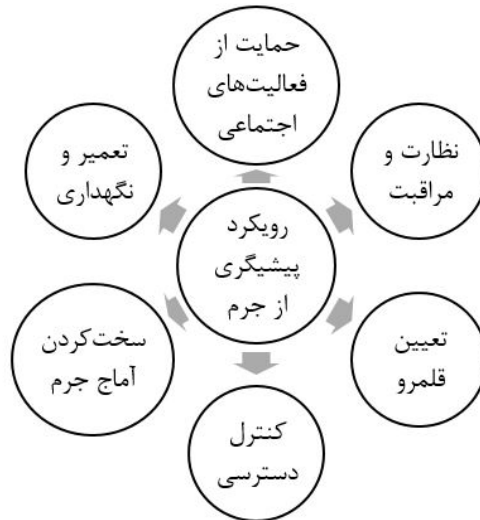 حمایت از
فعالیت‌های
اجتماعی
نظارت و
مراقبت
تعیین
قلمرو
کنترل
دسترسی
سخت‌کردن
آماج جرم
تعمیر و
نگهداری
رویکرد
پیشیگری
از جرم